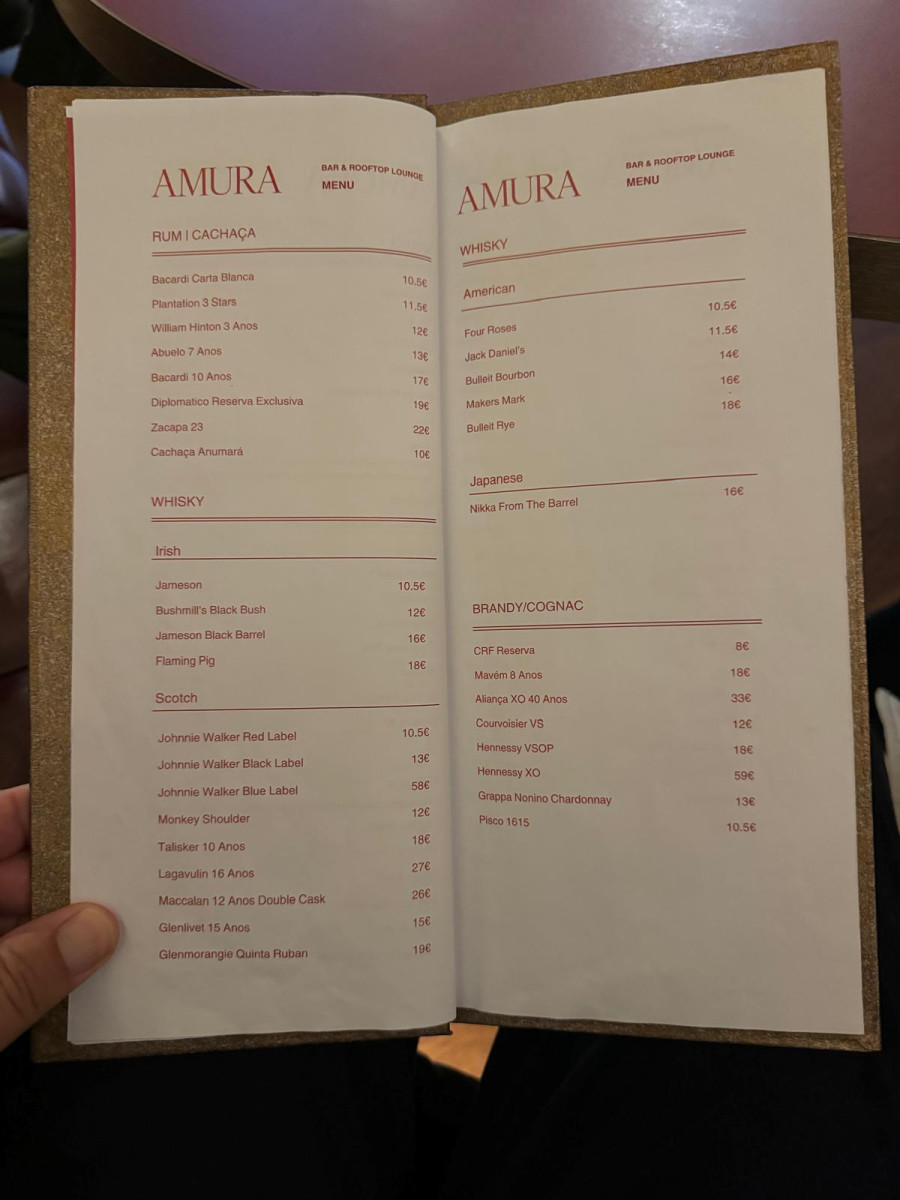 AMURA BAR & ROOFTOP LOUNGE
MENU
RUM | CACHAÇA
Bacardi Carta Blanca 10.5€
Plantation 3 Stars 11.5€
William Hinton 3 Anos 12€
Abuelo 7 Anos 13€
Bacardi 10 Anos 17€
Diplomatico Reserva Exclusiva 19€
Zacapa 23 22€
Cachaça Anumará 10€
WHISKY
Irish
Jameson 10.5€
Bushmill's Black Bush 12€
Jameson Black Barrel 16€
Flaming Pig 18€
Scotch
Johnnie Walker Red Label 10.5€
Johnnie Walker Black Label 13€
Johnnie Walker Blue Label 58€
Monkey Shoulder 12€
Talisker 10 Anos 18€
Lagavulin 16 Anos 27€
Maccalan 12 Anos Double Cask 26€
Glenlivet 15 Anos 15€
Glenmorangie Quinta Ruban 19€
AMURA BAR & ROOFTOP LOUNGE
MENU
WHISKY
American
Four Roses 10.5€
Jack Daniel's 11.5€
Bulleit Bourbon 14€
Makers Mark 16€
Bulleit Rye 18€
Japanese
Nikka From The Barrel 16€
BRANDY/COGNAC
CRF Reserva 8€
Mavém 8 Anos 18€
Aliança XO 40 Anos 33€
Courvoisier VS 12€
Hennessy VSOP 18€
Hennessy XO 59€
Grappa Nonino Chardonnay 13€
Pisco 1615 10.5€